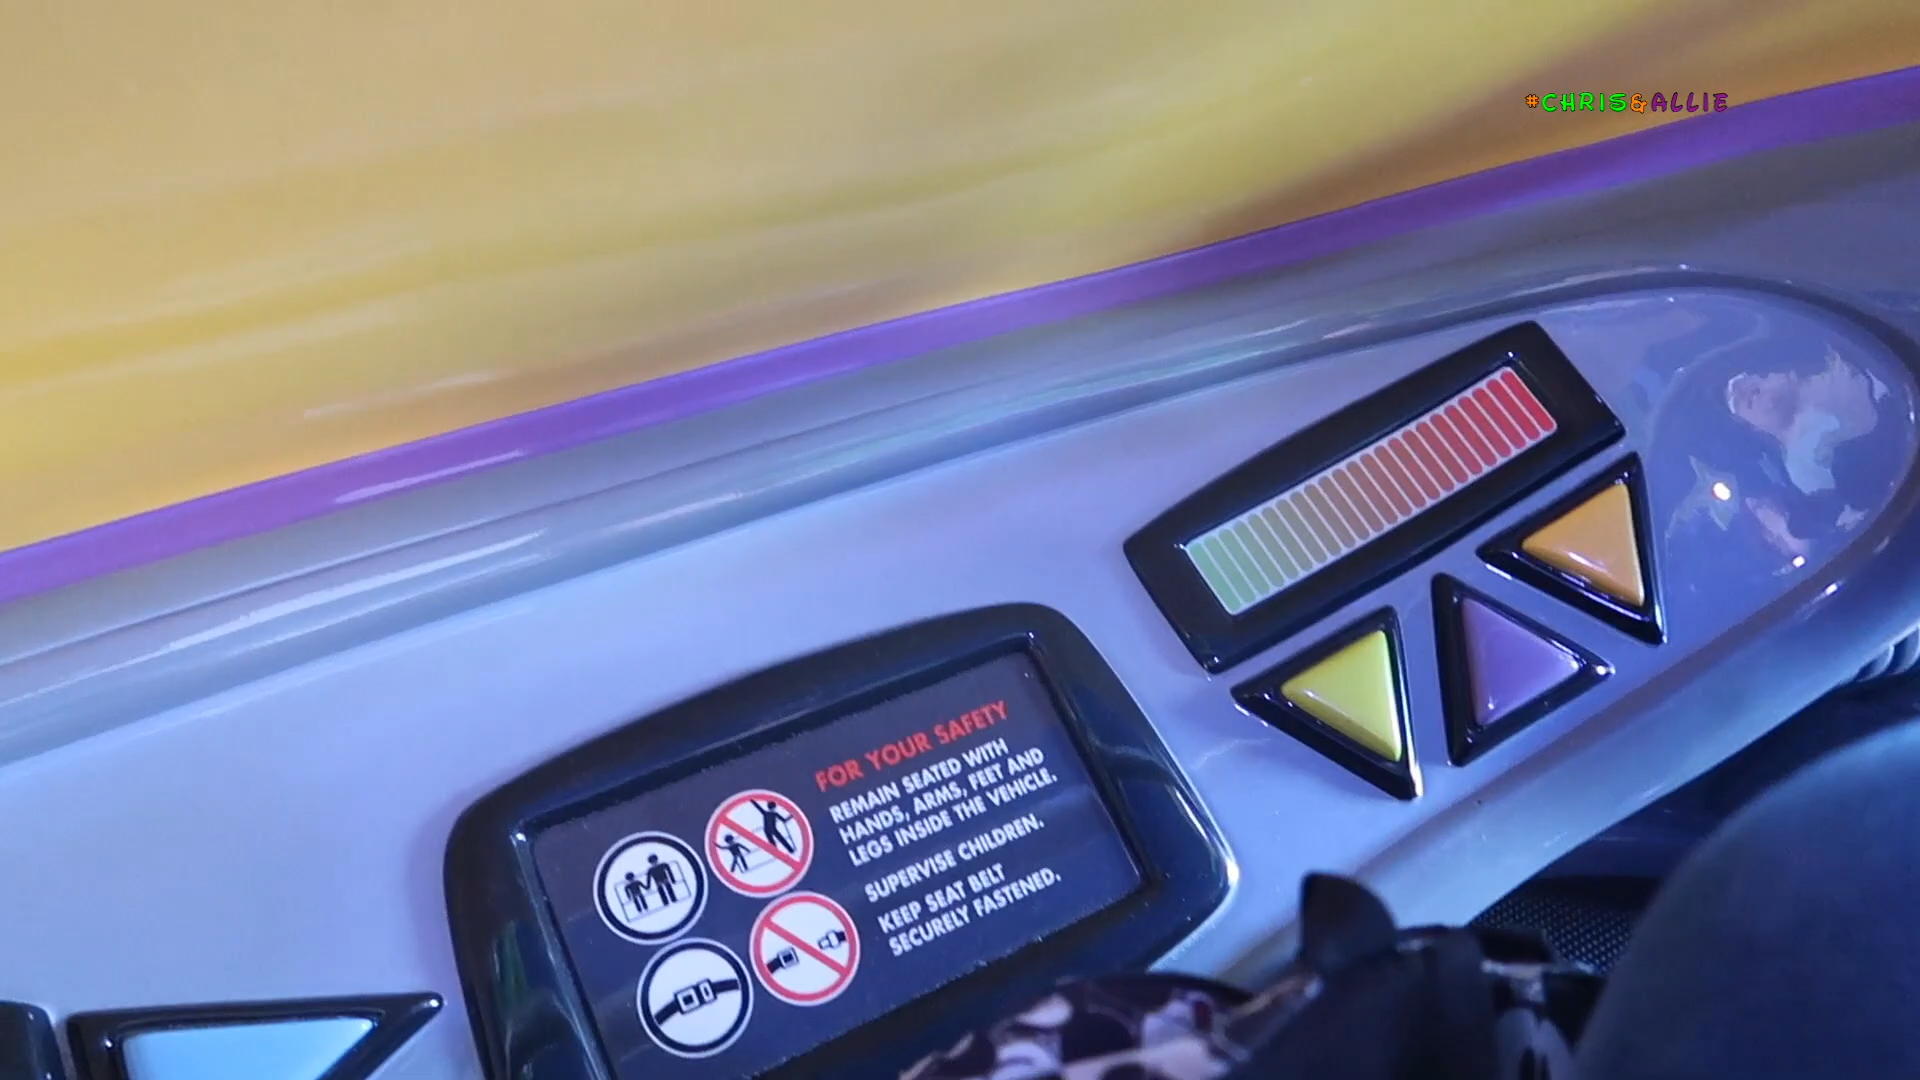 #CHRIS&ALLIE
FOR YOUR SAFETY
REMAIN SEATED WITH
HANDS, ARMS, FEET AND
LEGS INSIDE THE VEHICLE.
SUPERVISE CHILDREN.
KEEP SEAT BELT
SECURELY FASTENED.